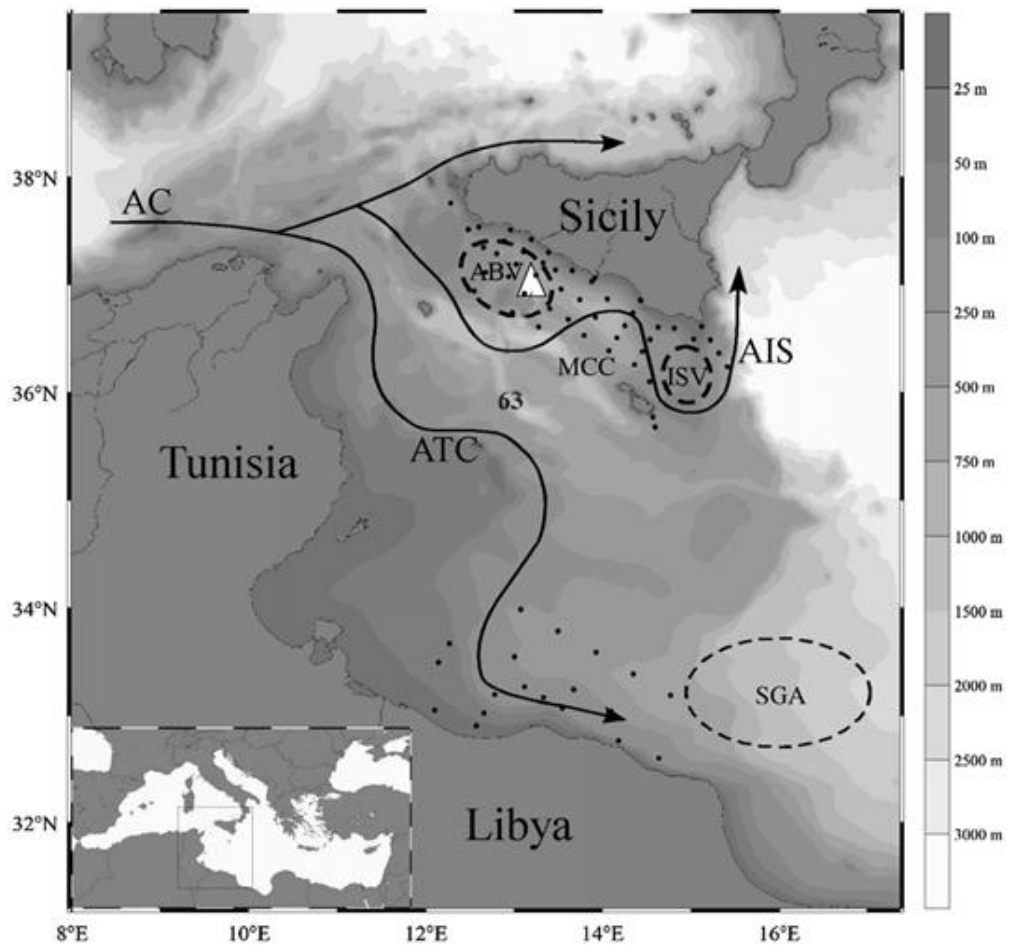 38°N
36°N
34°N
32°N
8°E
10°E
12°E
14°E
16°E
AC
Sicily
ABV
MCC
ISV
AIS
63
ATC
Tunisia
SGA
Libya
25 m
50 m
100 m
250 m
500 m
750 m
1000 m
1500 m
2000 m
2500 m
3000 m